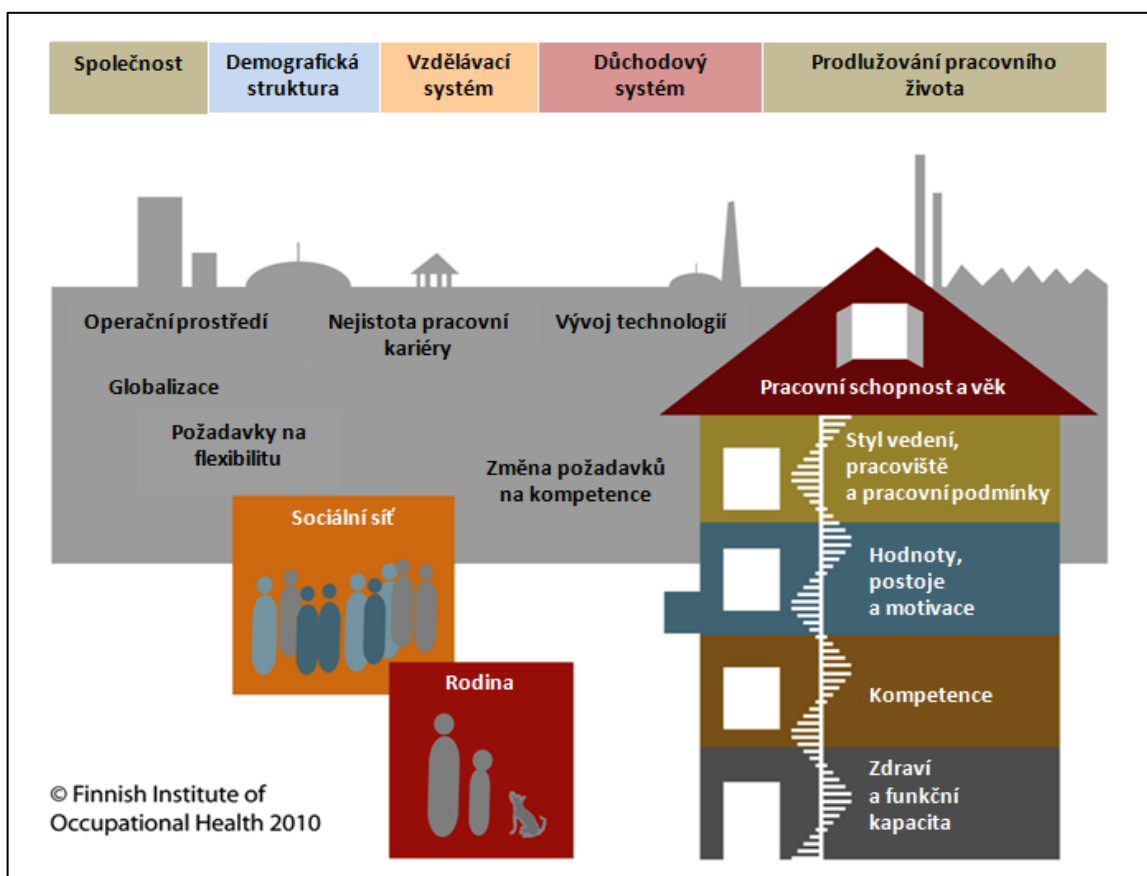 Společnost
Demografická
struktura
Vzdělávací
systém
Důchodový
systém
Prodlužování pracovního
života
Operační prostředí
Nejistota pracovní
kariéry
Vývoj technologií
Globalizace
Požadavky na
flexibilitu
Změna požadavků
na kompetence
Pracovní schopnost a věk
Styl vedení,
pracoviště
a pracovní podmínky
Hodnoty,
postoje
a motivace
Kompetence
Zdraví
a funkční
kapacita
Sociální síť
Rodina
© Finnish Institute of
Occupational Health 2010